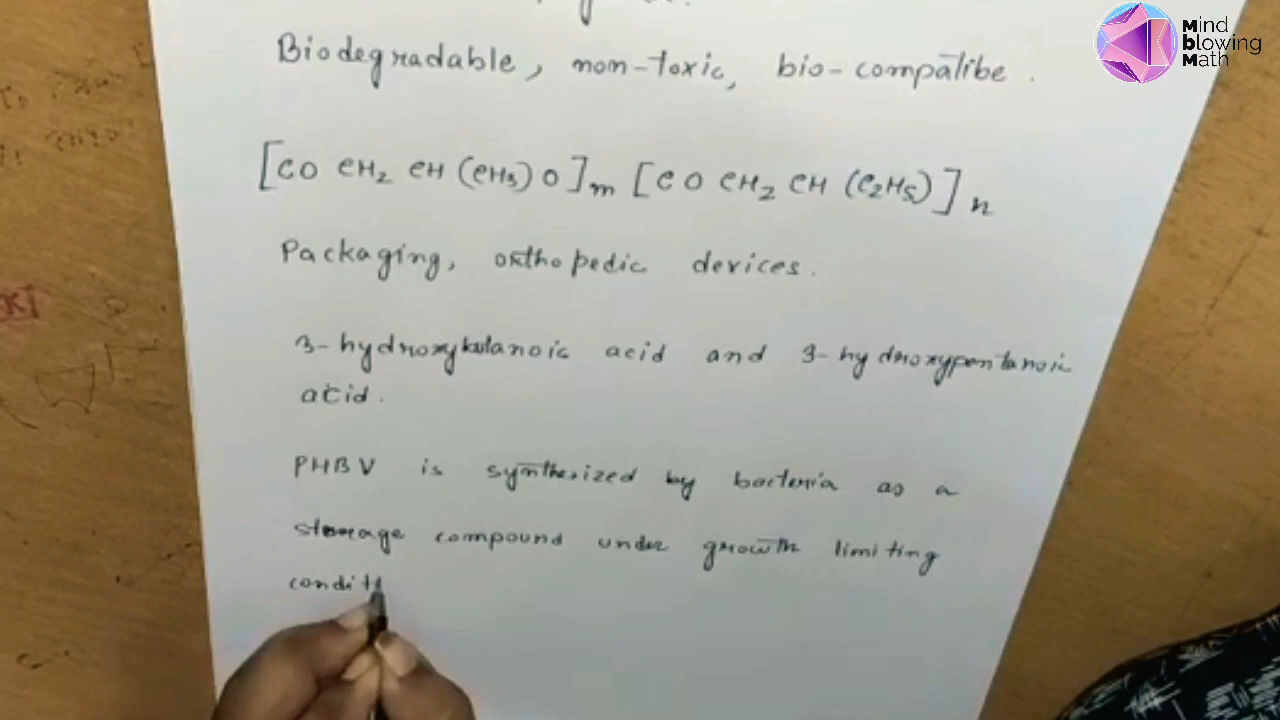 Mind
blowing
Math
Biodegradable, non-toxic, bio-compatibe.
[CO CH₂ CH (CH₃) O]m [CO CH₂ CH (C₂H₅)]n
Packaging, orthopedic devices.
3-hydroxybutanoic acid and 3-hydroxypentanoic
acid.
PHBV is synthesized by bacteria as a
storage compound under growth limiting
condit